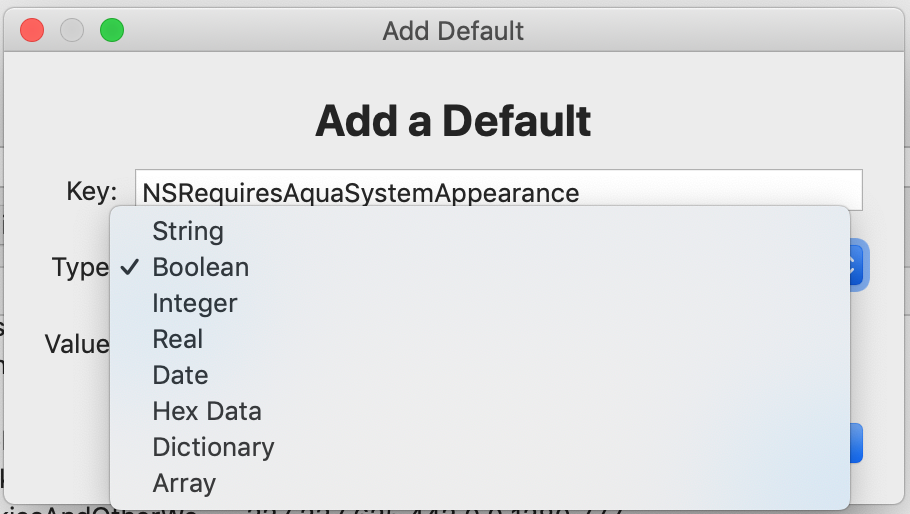 Add Default
Add a Default
Key: NSRequiresAquaSystemAppearance
String
Type ✓ Boolean
Integer
Real
Value
Date
Hex Data
Dictionary
Array